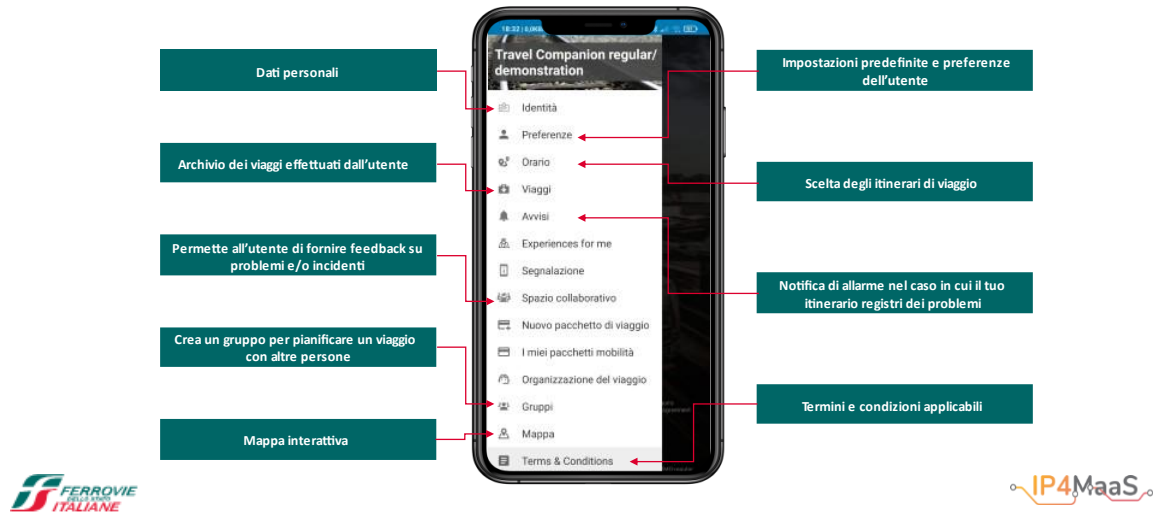 Dati personali
Archivio dei viaggi effettuati dall'utente
Permette all'utente di fornire feedback su
problemi e/o incidenti
Crea un gruppo per pianificare un viaggio
con altre persone
Mappa interattiva
18:32
Travel Companion regular/
demonstration
Identità
Preferenze
Orario
Viaggi
Avvisi
Experiences for me
Segnalazione
Spazio collaborativo
Nuovo pacchetto di viaggio
I miei pacchetti mobilità
Organizzazione del viaggio
Gruppi
Mappa
Terms & Conditions
Impostazioni predefinite e preferenze
dell'utente
Scelta degli itinerari di viaggio
Notifica di allarme nel caso in cui il tuo
itinerario registri dei problemi
Termini e condizioni applicabili
FERROVIE
DELLO STATO
ITALIANE
IP4MaaS